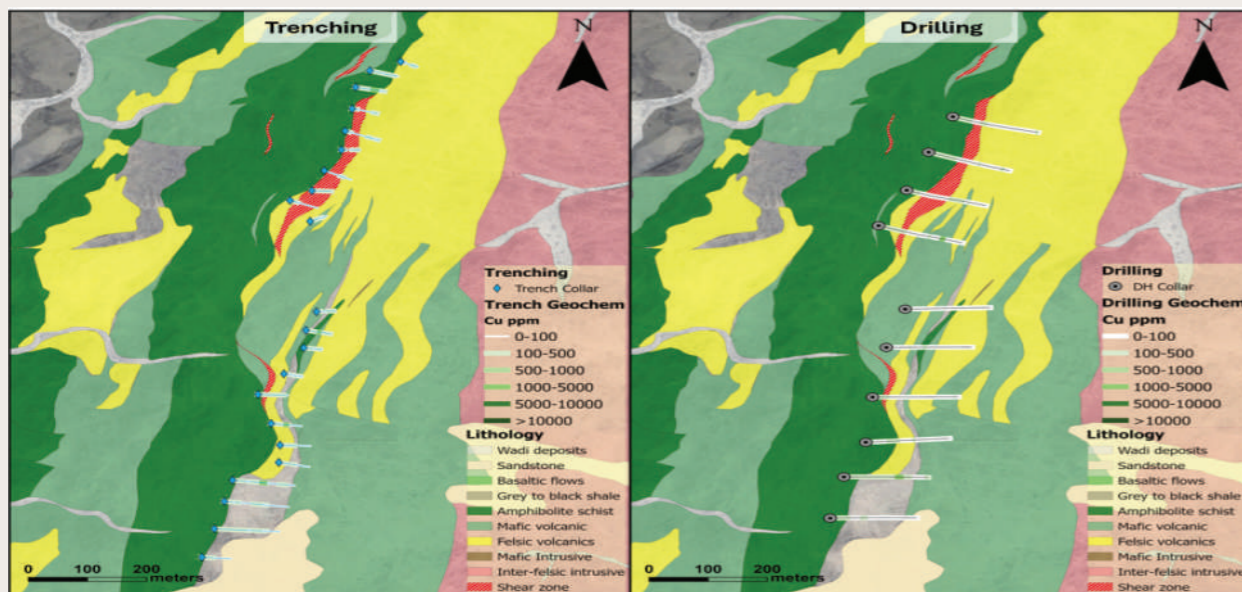 Trenching
N
Trenching
Trench Collar
Trench Geochem
Cu ppm
0-100
100-500
500-1000
1000-5000
5000-10000
>10000
Lithology
Wadi deposits
Sandstone
Basaltic flows
Grey to black shale
Amphibolite schist
Mafic volcanic
Felsic volcanics
Mafic Intrusive
Inter-felsic intrusive
Shear zone
0 100 200
meters
Drilling
N
Drilling
DH Collar
Drilling Geochem
Cu ppm
0-100
100-500
500-1000
1000-5000
5000-10000
>10000
Lithology
Wadi deposits
Sandstone
Basaltic flows
Grey to black shale
Amphibolite schist
Mafic volcanic
Felsic volcanics
Mafic Intrusive
Inter-felsic intrusive
Shear zone
0 100 200
meters